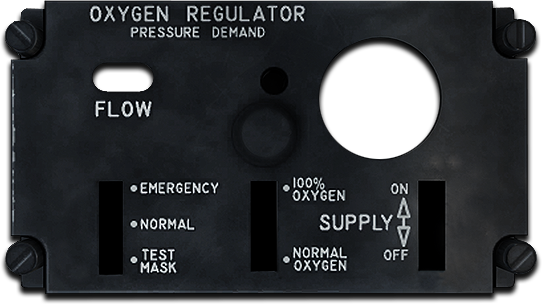 OXYGEN REGULATOR
PRESSURE DEMAND
FLOW
EMERGENCY
NORMAL
TEST
MASK
100%
OXYGEN
NORMAL
OXYGEN
ON
SUPPLY
OFF